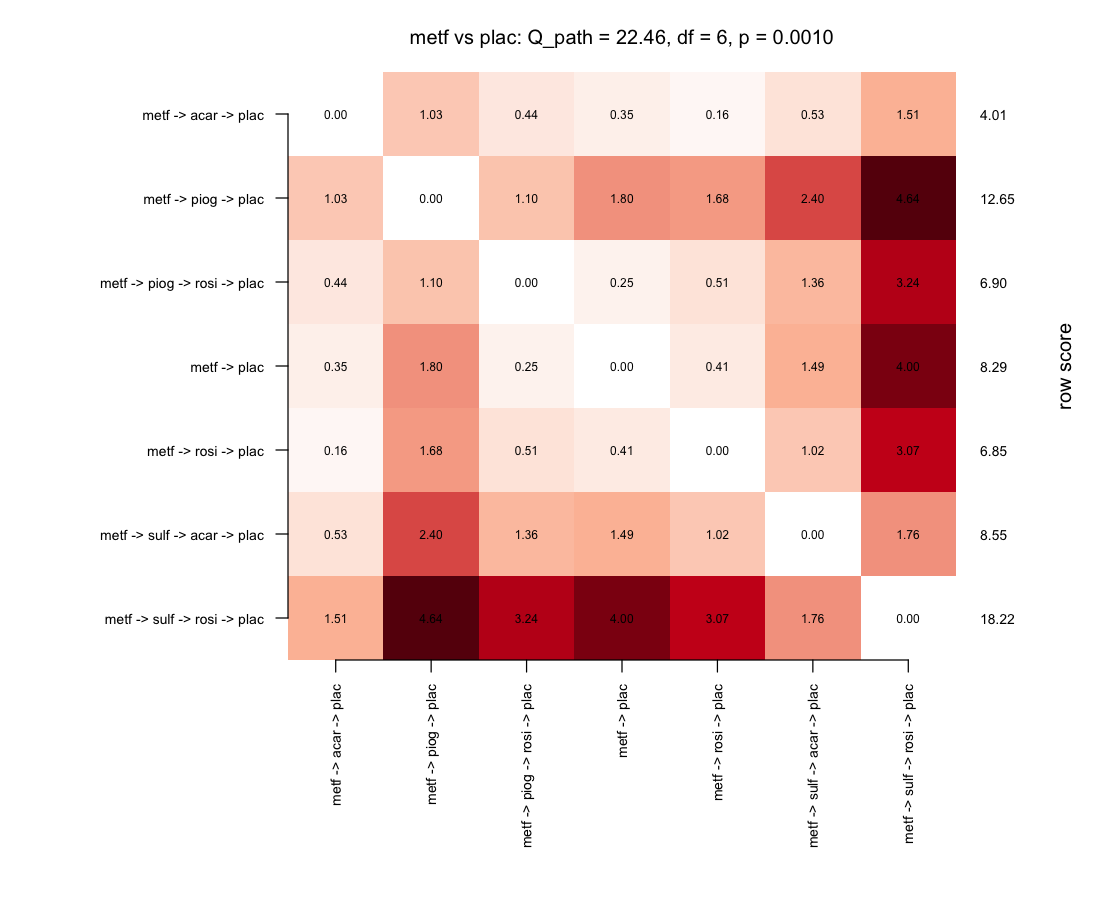 metf vs plac: Q_path = 22.46, df = 6, p = 0.0010
metf -> acar -> plac 0.00 1.03 0.44 0.35 0.16 0.53 1.51 4.01
metf -> piog -> plac 1.03 0.00 1.10 1.80 1.68 2.40 4.64 12.65
metf -> piog -> rosi -> plac 0.44 1.10 0.00 0.25 0.51 1.36 3.24 6.90
metf -> plac 0.35 1.80 0.25 0.00 0.41 1.49 4.00 8.29
metf -> rosi -> plac 0.16 1.68 0.51 0.41 0.00 1.02 3.07 6.85
metf -> sulf -> acar -> plac 0.53 2.40 1.36 1.49 1.02 0.00 1.76 8.55
metf -> sulf -> rosi -> plac 1.51 4.64 3.24 4.00 3.07 1.76 0.00 18.22
row score
metf -> acar -> plac
metf -> piog -> plac
metf -> piog -> rosi -> plac
metf -> plac
metf -> rosi -> plac
metf -> sulf -> acar -> plac
metf -> sulf -> rosi -> plac